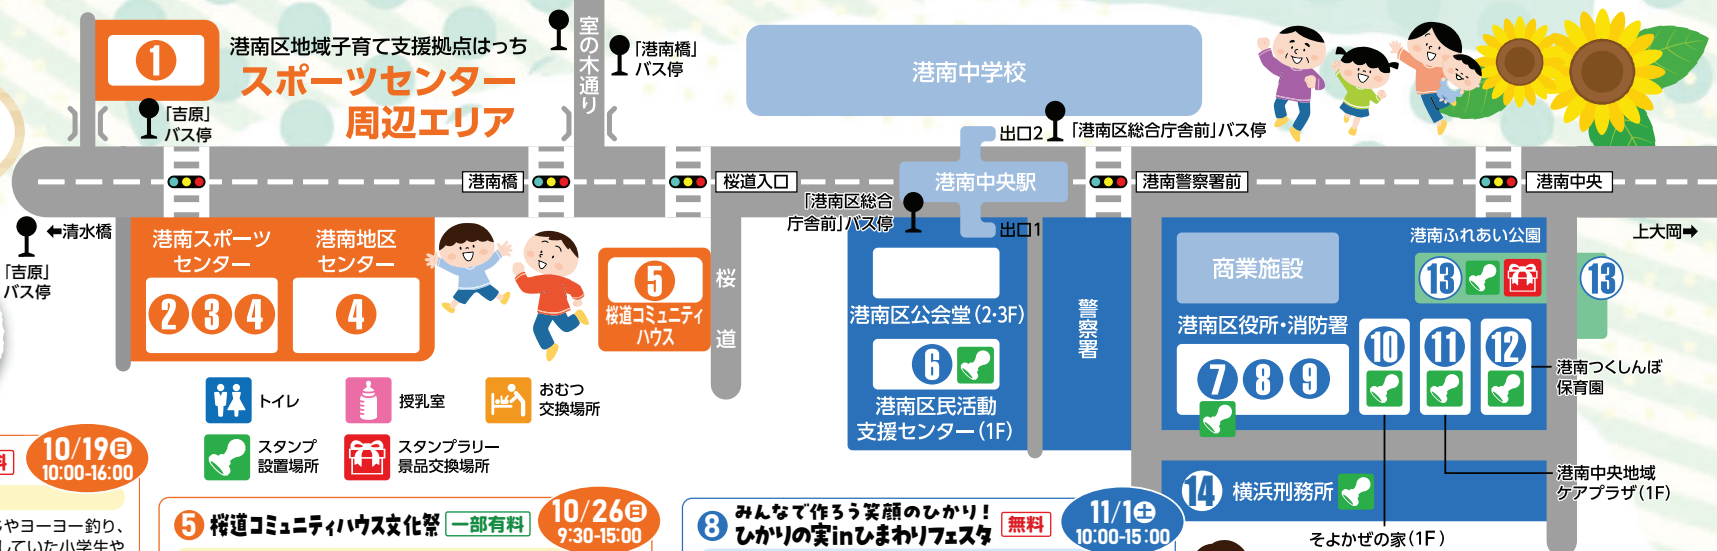 1
港南区地域子育て支援拠点はっち
スポーツセンター
周辺エリア
「吉原」
バス停
室の木通り
「港南橋」
バス停
港南中学校
出口2
「港南区総合庁舎前」バス停
港南橋
桜道入口
港南中央駅
港南警察署前
港南中央
「港南区総合
庁舎前」バス停
出口1
←清水橋
上大岡→
「吉原」
バス停
港南スポーツ
センター
2 3 4
港南地区
センター
4
5
桜道コミュニティ
ハウス
桜道
港南区公会堂(2・3F)
6
港南区民活動
支援センター(1F)
警察署
商業施設
港南ふれあい公園
13
13
港南区役所・消防署
7 8 9
10
11
12
港南つくしんぼ
保育園
港南中央地域
ケアプラザ(1F)
そよかぜの家(1F)
14 横浜刑務所
トイレ
授乳室
おむつ
交換場所
スタンプ
設置場所
スタンプラリー
景品交換場所
料
10/19日
10:00-16:00
やヨーヨー釣り、
していた小学生や
5 桜道コミュニティハウス文化祭 一部有料
10/26日
9:30-15:00
8 みんなで作ろう笑顔のひかり!
ひかりの実inひまわりフェスタ 無料
11/1土
10:00-15:00